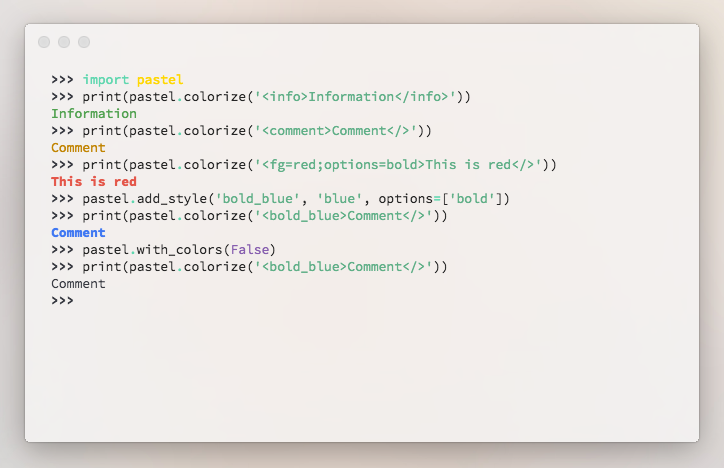 >>> import pastel
>>> print(pastel.colorize('<info>Information</info>'))
Information
>>> print(pastel.colorize('<comment>Comment</>'))
Comment
>>> print(pastel.colorize('<fg=red;options=bold>This is red</>'))
This is red
>>> pastel.add_style('bold_blue', 'blue', options=['bold'])
>>> print(pastel.colorize('<bold_blue>Comment</>'))
Comment
>>> pastel.with_colors(False)
>>> print(pastel.colorize('<bold_blue>Comment</>'))
Comment
>>>